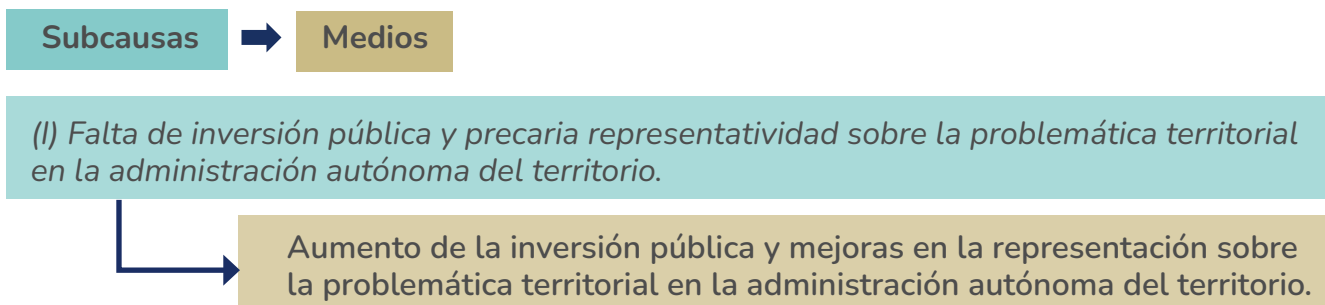 Subcausas
Medios
(I) Falta de inversión pública y precaria representatividad sobre la problemática territorial
en la administración autónoma del territorio.
Aumento de la inversión pública y mejoras en la representación sobre
la problemática territorial en la administración autónoma del territorio.